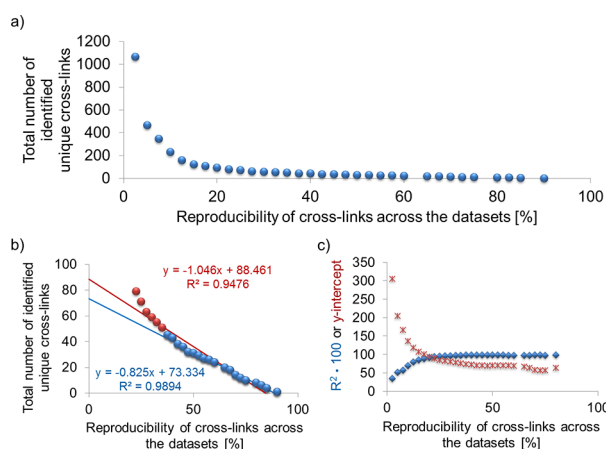 a)
Total number of
identified
unique cross-links
1200
1000
800
600
400
200
0
0 20 40 60 80 100
Reproducibility of cross-links across the datasets [%]
b)
Total number of identified
unique cross-links
100
80
60
40
20
0
y = -1.046x + 88.461
R² = 0.9476
y = -0.825x + 73.334
R² = 0.9894
0 50 100
Reproducibility of cross-links across
the datasets [%]
c)
R² · 100 or y-intercept
350
300
250
200
150
100
50
0
0 50 100
Reproducibility of cross-links across
the datasets [%]